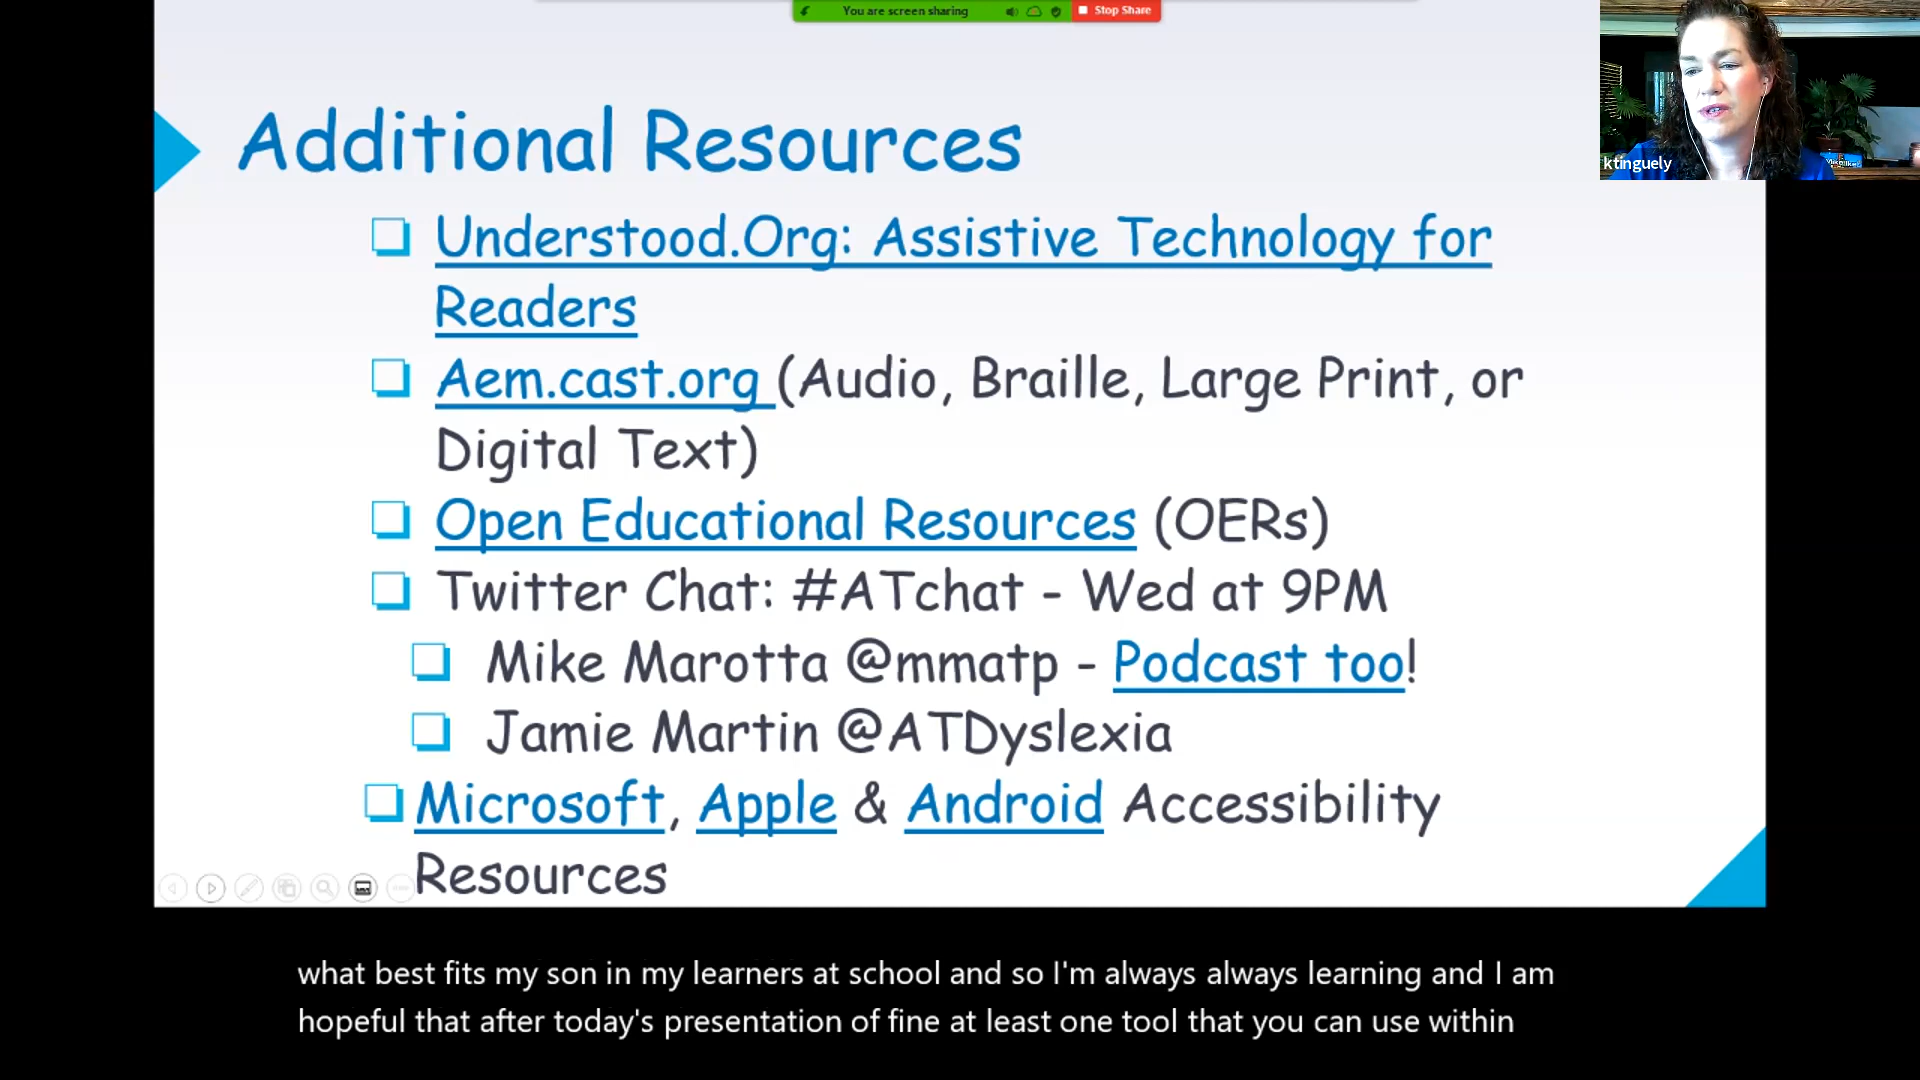 You are screen sharing
Stop Share
ktinguely
Additional Resources
Understood.Org: Assistive Technology for
Readers
Aem.cast.org (Audio, Braille, Large Print, or
Digital Text)
Open Educational Resources (OERs)
Twitter Chat: #ATchat - Wed at 9PM
Mike Marotta @mmatp - Podcast too!
Jamie Martin @ATDyslexia
Microsoft, Apple & Android Accessibility
Resources
what best fits my son in my learners at school and so I'm always always learning and I am
hopeful that after today's presentation of fine at least one tool that you can use within